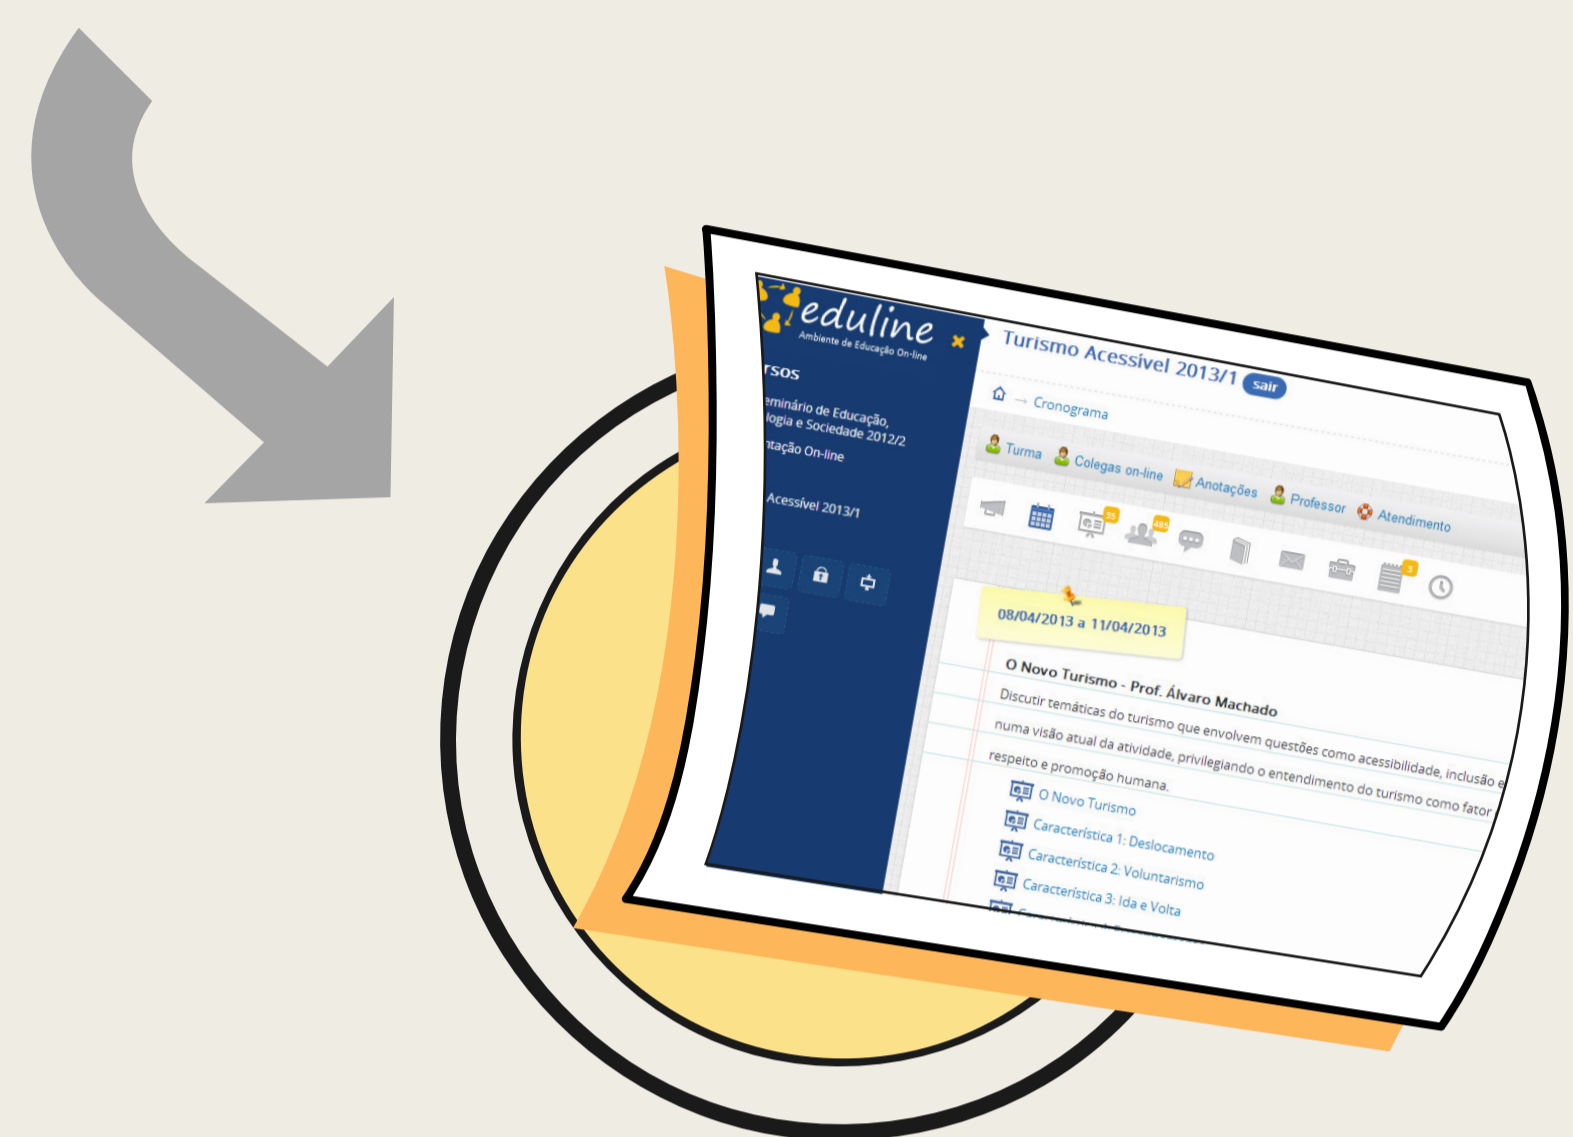 eduline
Ambiente de Educação On-line
rsos
eminário de Educação,
logia e Sociedade 2012/2
ntação On-line
Acessível 2013/1
Turismo Acessível 2013/1 sair
→ Cronograma
Turma Colegas on-line Anotações Professor Atendimento
35 485 3
08/04/2013 a 11/04/2013
O Novo Turismo - Prof. Álvaro Machado
Discutir temáticas do turismo que envolvem questões como acessibilidade, inclusão e
numa visão atual da atividade, privilegiando o entendimento do turismo como fator
respeito e promoção humana.
O Novo Turismo
Característica 1: Deslocamento
Característica 2: Voluntarismo
Característica 3: Ida e Volta